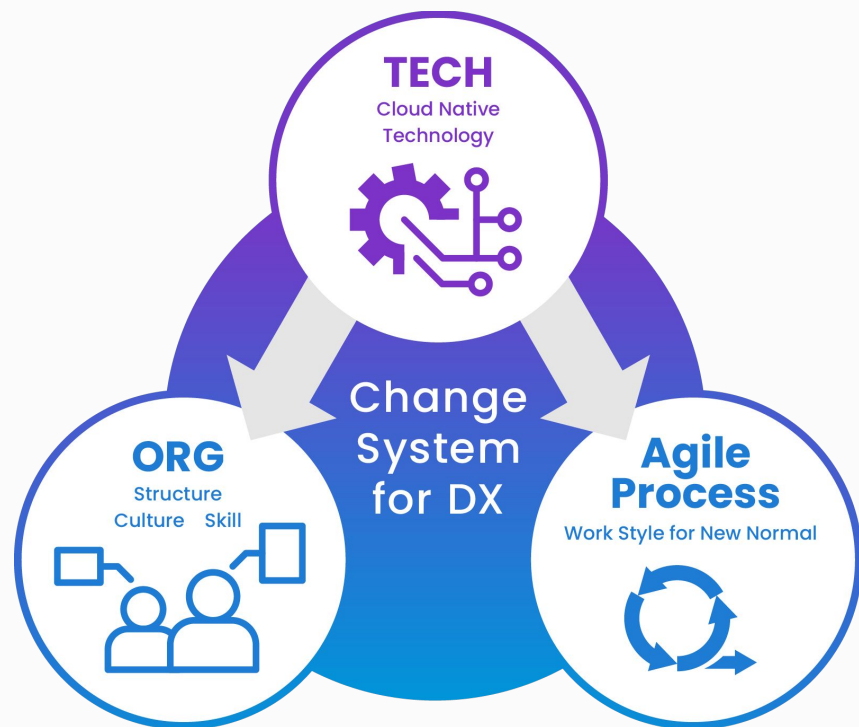 TECH
Cloud Native
Technology
Change
System
for DX
ORG
Structure
Culture Skill
Agile
Process
Work Style for New Normal